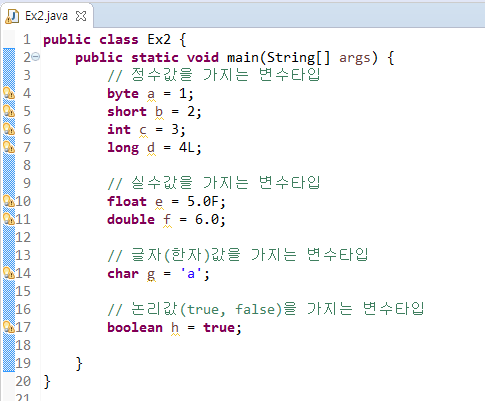 Ex2.java
1 public class Ex2 {
2 public static void main(String[] args) {
3 // 정수값을 가지는 변수타입
4 byte a = 1;
5 short b = 2;
6 int c = 3;
7 long d = 4L;
8
9 // 실수값을 가지는 변수타입
10 float e = 5.0F;
11 double f = 6.0;
12
13 // 글자(한자)값을 가지는 변수타입
14 char g = 'a';
15
16 // 논리값(true, false)을 가지는 변수타입
17 boolean h = true;
18
19 }
20 }